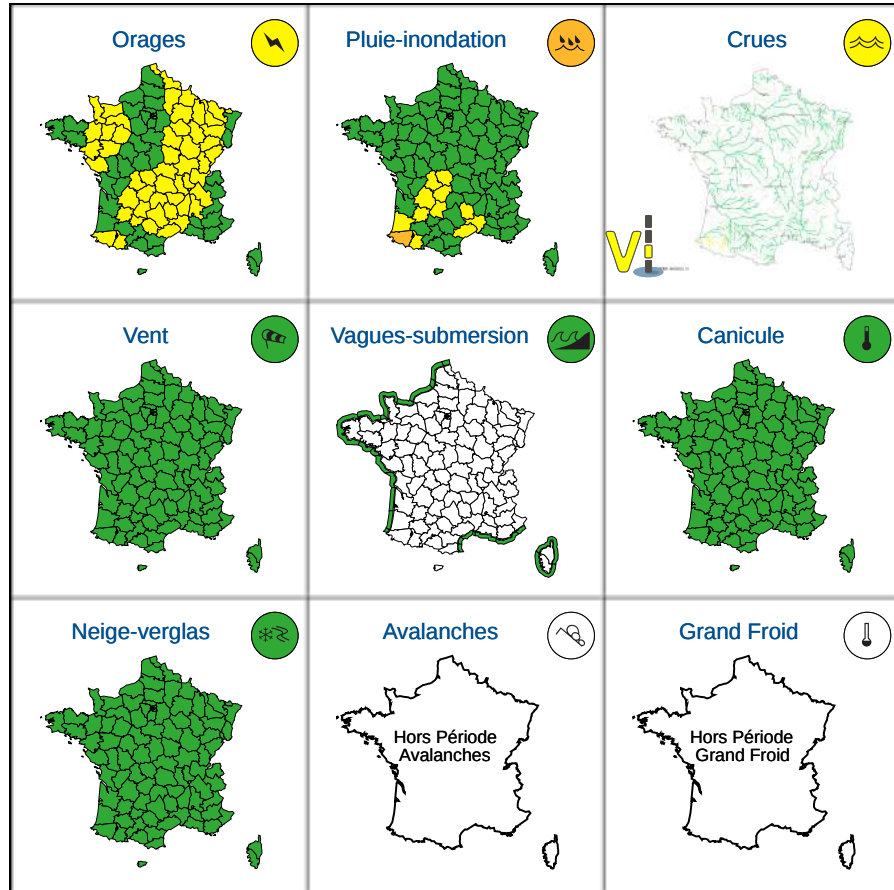 Orages
Pluie-inondation
Crues
Vi
Vent
Vagues-submersion
Canicule
Neige-verglas
Avalanches
Grand Froid
Hors Période
Avalanches
Hors Période
Grand Froid